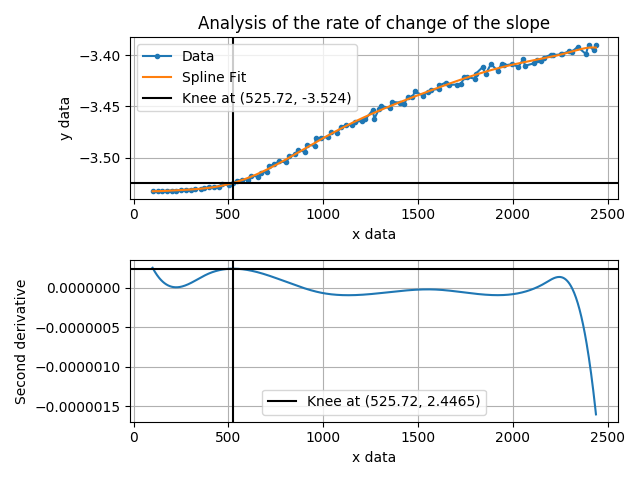 Analysis of the rate of change of the slope
y data
−3.40
−3.45
−3.50
Data
Spline Fit
Knee at (525.72, -3.524)
0
500
1000
1500
2000
2500
x data
Second derivative
0.0000000
−0.0000005
−0.0000010
−0.0000015
Knee at (525.72, 2.4465)
0
500
1000
1500
2000
2500
x data